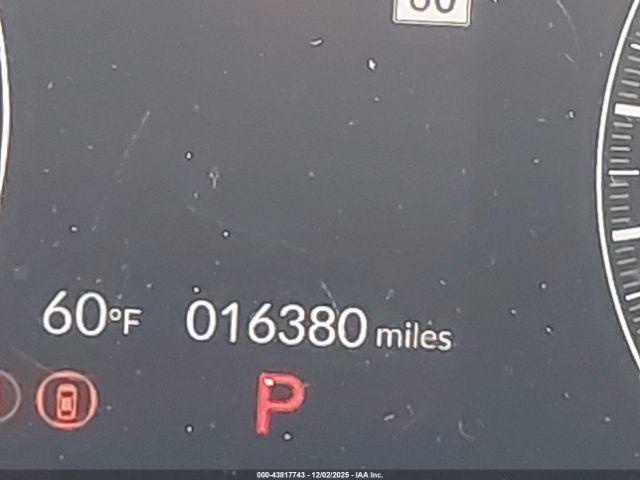 60°F 016380 miles
P
000-43817743 - 12/02/2025 - IAA Inc.